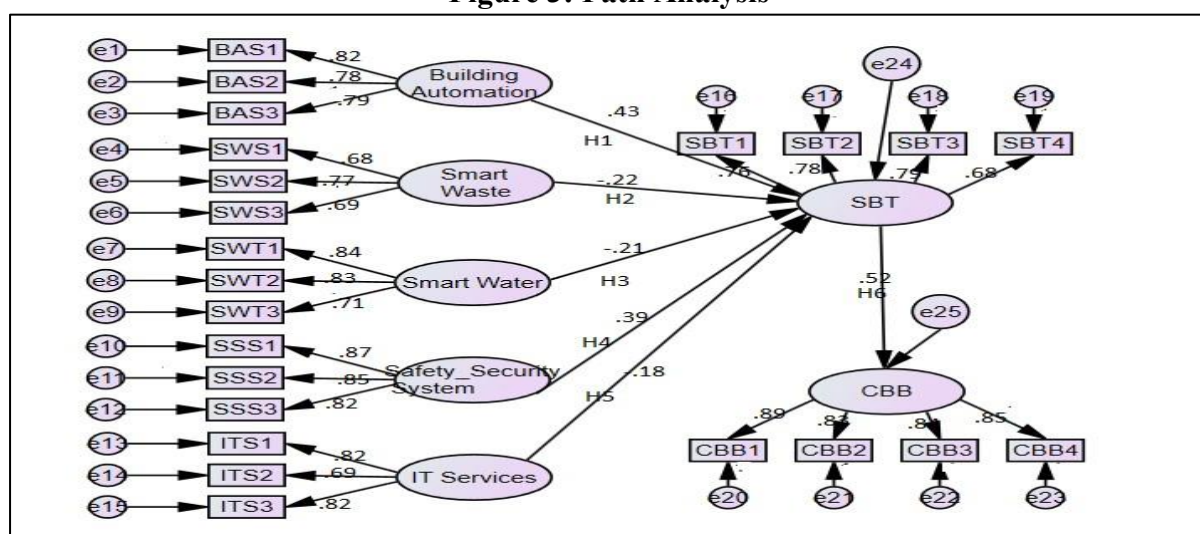 Figure 3: Path Analysis
e1 BAS1 .82
e2 BAS2 .78
e3 BAS3 .79
Building
Automation
e4 SWS1 .68
e5 SWS2 .77
e6 SWS3 .69
Smart
Waste
e7 SWT1 .84
e8 SWT2 .83
e9 SWT3 .71
Smart Water
e10 SSS1 .87
e11 SSS2 .85
e12 SSS3 .82
Safety_Security
System
e13 ITS1 .82
e14 ITS2 .69
e15 ITS3 .82
IT Services
.43
H1
-.22
H2
-.21
H3
.39
H4
-.18
H5
e24
e16 e17 e18 e19
SBT1 SBT2 SBT3 SBT4
.76 .78 .79 .68
SBT
.52
H6
e25
CBB
.89 .83 .85
CBB1 CBB2 CBB3 CBB4
e20 e21 e22 e23